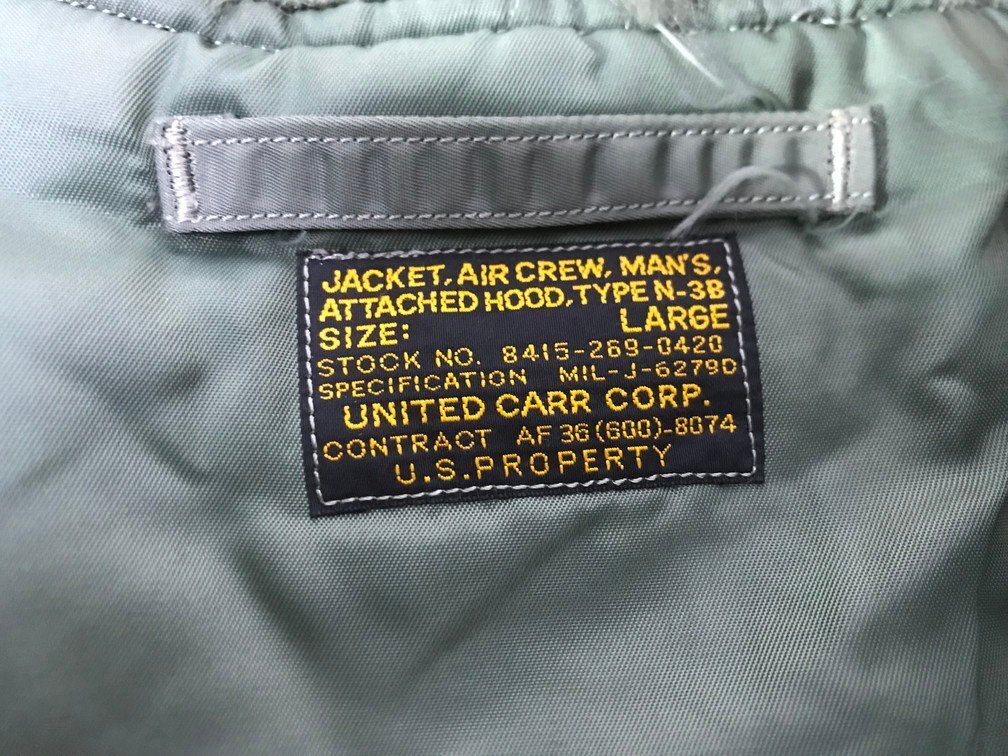 JACKET, AIR CREW, MAN'S,
ATTACHED HOOD, TYPE N-3B
SIZE: LARGE
STOCK NO. 8415-269-0420
SPECIFICATION MIL-J-6279D
UNITED CARR CORP.
CONTRACT AF 36(600)-8074
U.S.PROPERTY